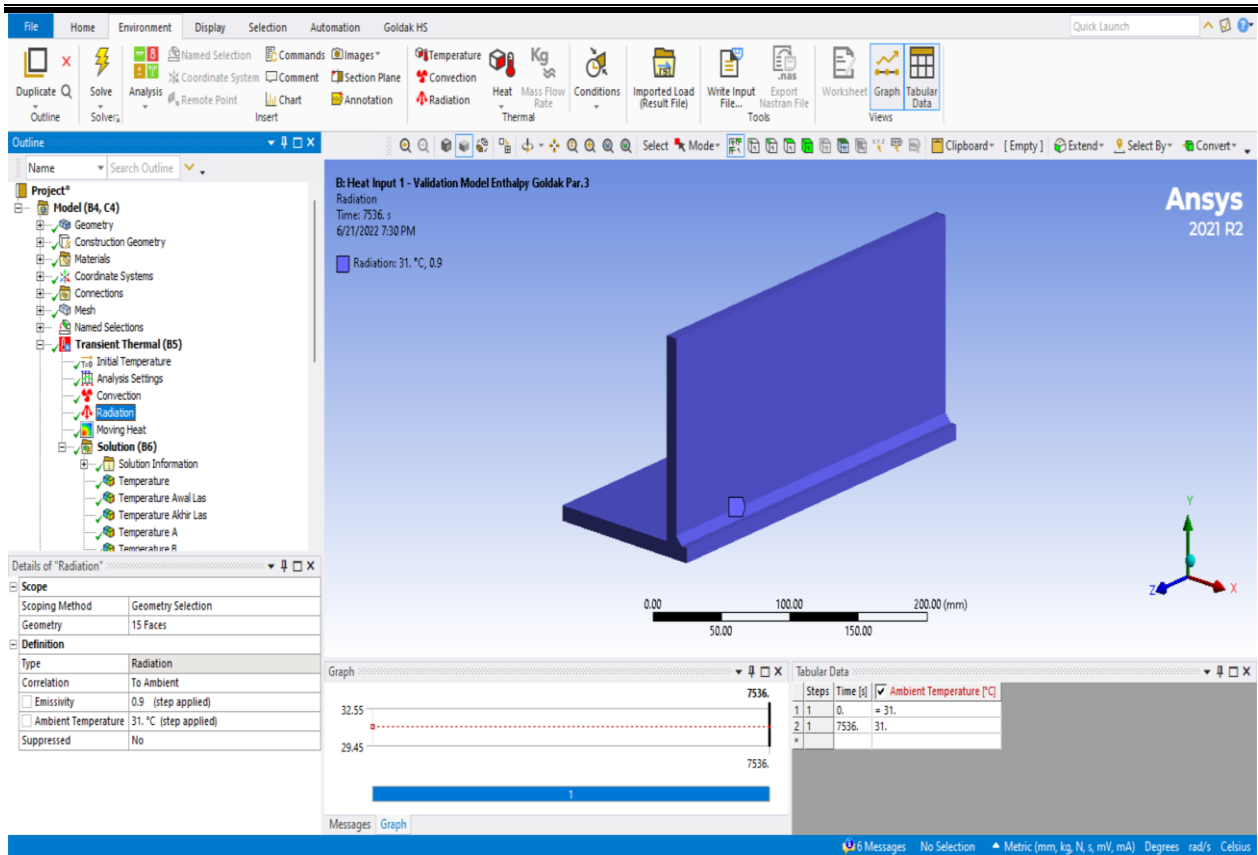 File Home Environment Display Selection Automation Goldak HS Quick Launch
Duplicate Outline
Solve Solver
Analysis Named Selection Coordinate System Remote Point Commands Comment Chart Images Section Plane Annotation Insert
Temperature Convection Radiation Heat Mass Flow Rate Conditions Thermal
Imported Load (Result File)
Write Input File... Export Nastran File .nas Tools
Worksheet Graph Tabular Data Views
Outline
Name Search Outline
Select Mode Clipboard [ Empty ] Extend Select By Convert
Project*
Model (B4, C4)
Geometry
Construction Geometry
Materials
Coordinate Systems
Connections
Mesh
Named Selections
Transient Thermal (B5)
Initial Temperature
Analysis Settings
Convection
Radiation
Moving Heat
Solution (B6)
Solution Information
Temperature
Temperature Awal Las
Temperature Akhir Las
Temperature A
Temperature B
B: Heat Input 1 - Validation Model Enthalpy Goldak Par.3
Radiation
Time: 7536. s
6/21/2022 7:30 PM
Radiation: 31. °C, 0.9
Ansys
2021 R2
Y
Z X
0.00 100.00 200.00 (mm)
50.00 150.00
Details of "Radiation"
Scope
Scoping Method Geometry Selection
Geometry 15 Faces
Definition
Type Radiation
Correlation To Ambient
Emissivity 0.9 (step applied)
Ambient Temperature 31. °C (step applied)
Suppressed No
Graph
7536.
32.55
29.45
7536.
1
Messages Graph
Tabular Data
Steps Time [s] Ambient Temperature [°C]
1 1 0. = 31.
2 1 7536. 31.
*
6 Messages No Selection Metric (mm, kg, N, s, mV, mA) Degrees rad/s Celsius